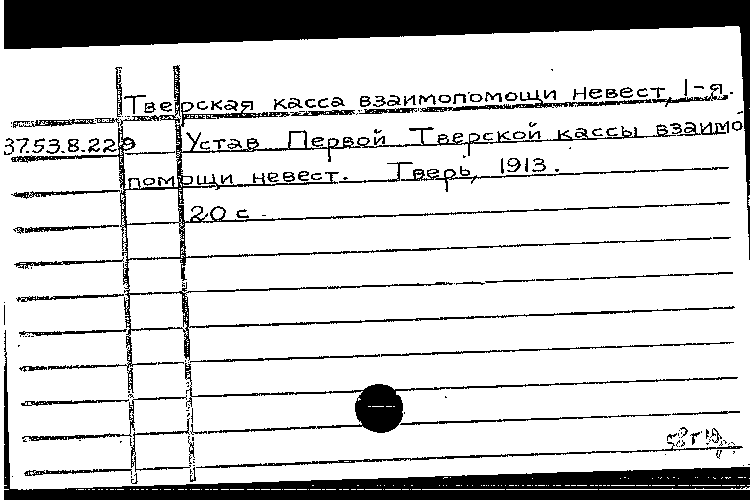 Тверская касса взаимопомощи невест, 1-я.
37.53.8.229 Устав Первой Тверской кассы взаимо
помощи невест. Тверь, 1913.
20 с.